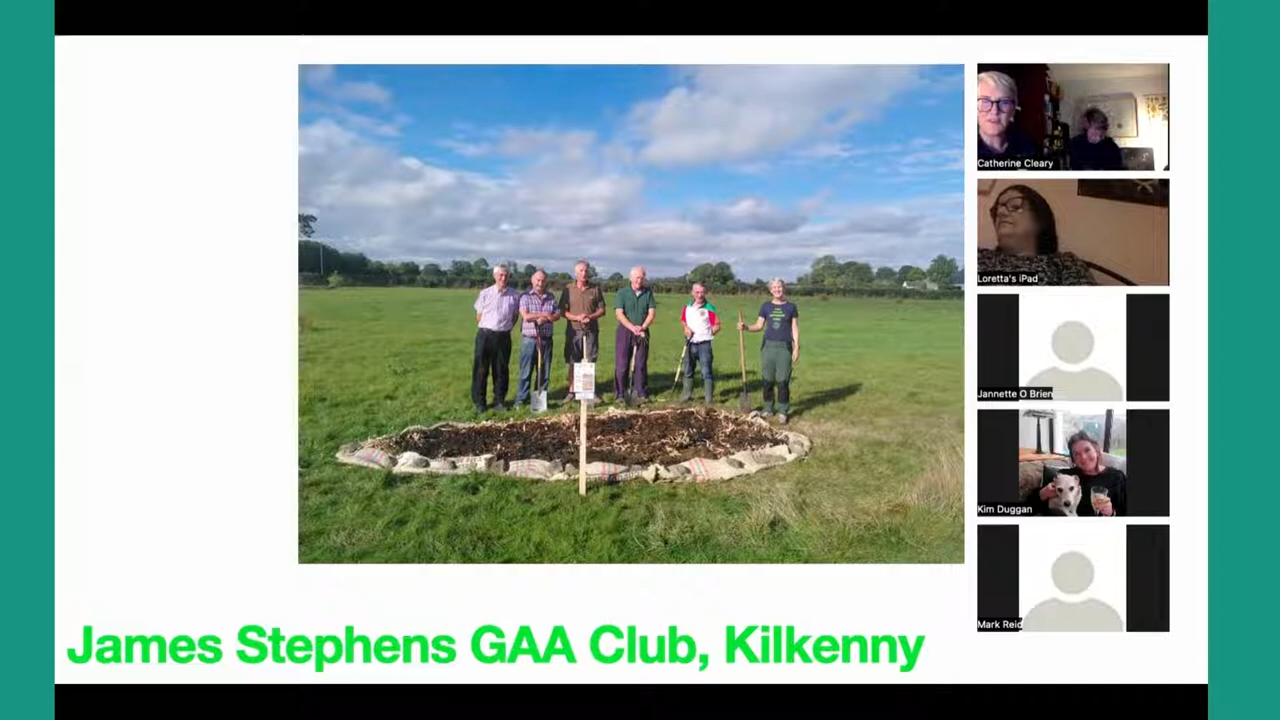 Catherine Cleary
Loretta's iPad
Jannette O Brien
Kim Duggan
Mark Reid
James Stephens GAA Club, Kilkenny